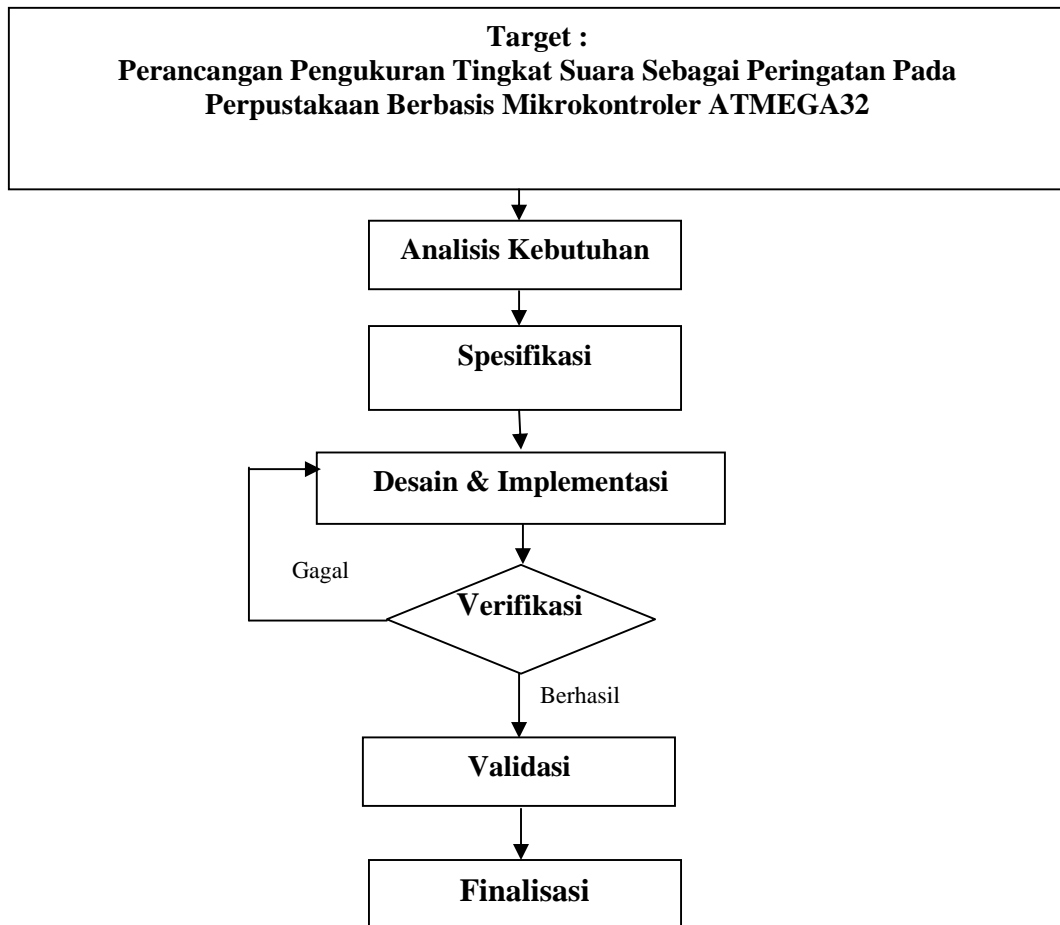 Target :
Perancangan Pengukuran Tingkat Suara Sebagai Peringatan Pada
Perpustakaan Berbasis Mikrokontroler ATMEGA32
Analisis Kebutuhan
Spesifikasi
Desain & Implementasi
Gagal
Verifikasi
Berhasil
Validasi
Finalisasi